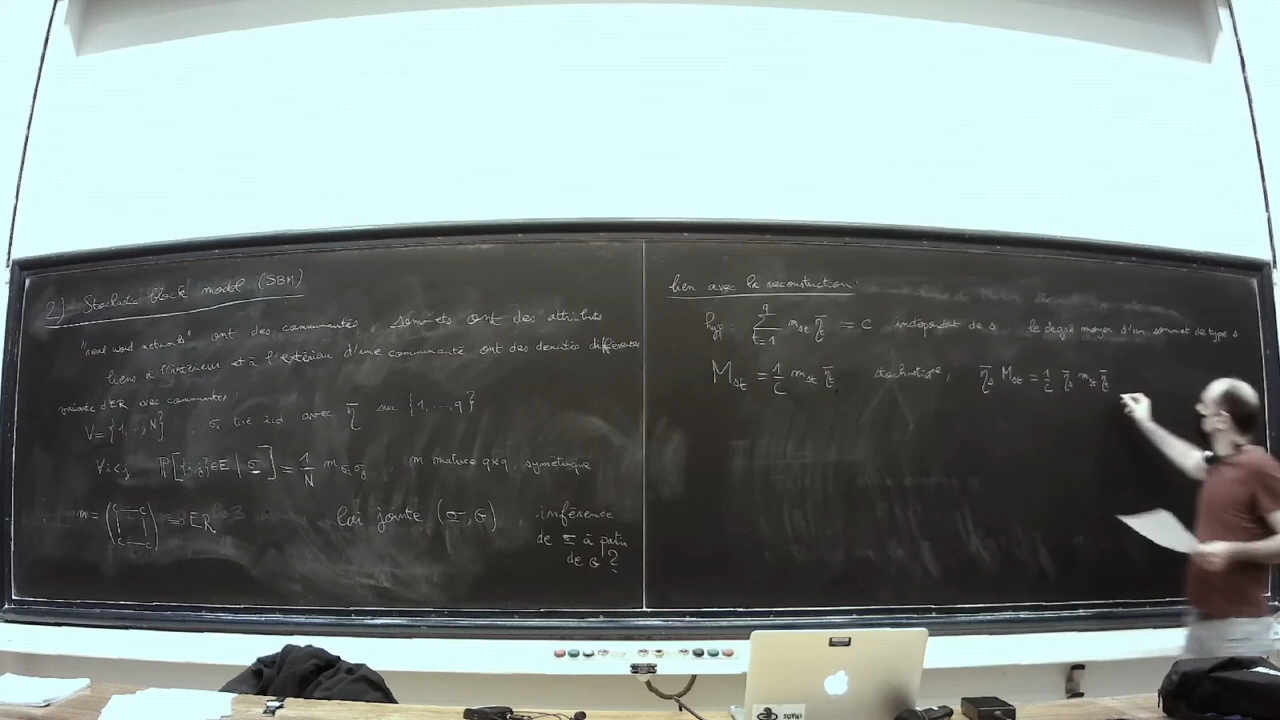 2) Stochastic block model (SBM)
"real word networks" ont des communautés, sommets ont des attributs
liens à l'intérieur et à l'extérieur d'une communauté ont des densités différentes
variante d'ER avec communautés :
V = {1, ..., N} , σᵢ tiré iid avec η̄ sur {1, ..., q}
∀i<j, ℙ[{i,j} ∈ E | σ] = 1/N m_{σᵢσⱼ} , m matrice q×q, symétrique
m = (c — c | | c — c) → ER
Loi jointe (σ, G) , inférence
de σ à partir
de G ?
lien avec la reconstruction :
hyp : ∑_{t=1}^{q} m_{st} η̄_t = c indépendant de s : le degré moyen d'un sommet de type s
M_{st} = 1/c m_{st} η̄_t stochastique, η̄_s M_{st} = 1/c η̄_s m_{st} η̄_t